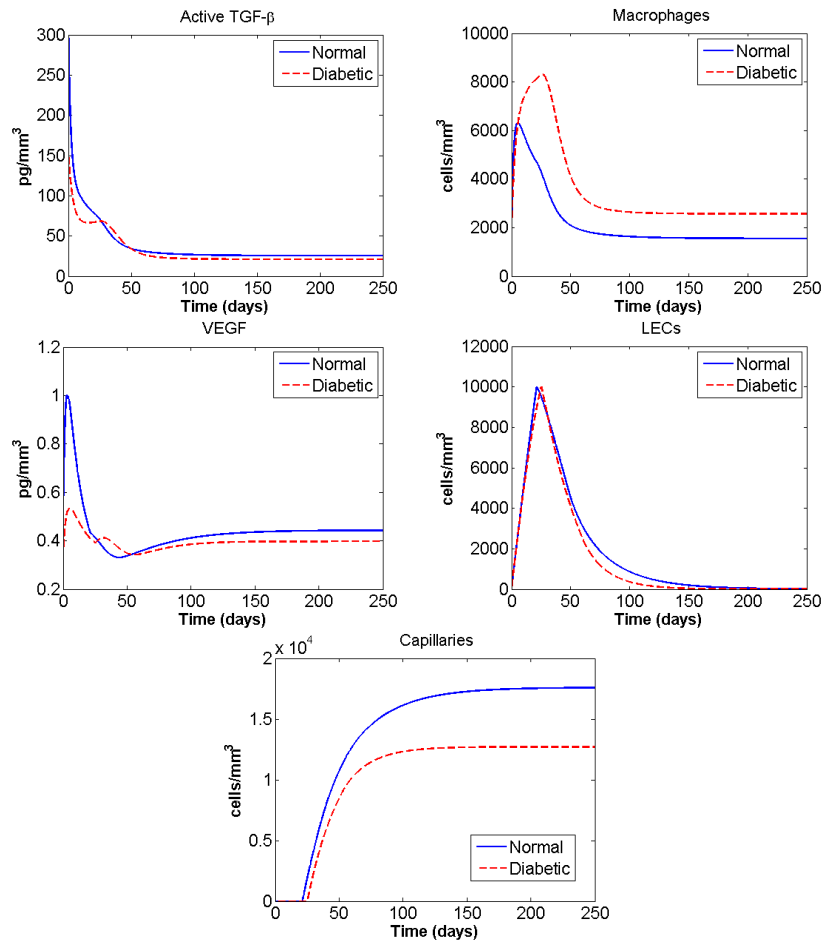 Active TGF-β
300
250
200
150
100
50
0
pg/mm³
0 50 100 150 200 250
Time (days)
Normal
Diabetic
Macrophages
10000
8000
6000
4000
2000
0
cells/mm³
0 50 100 150 200 250
Time (days)
Normal
Diabetic
VEGF
1.2
1
0.8
0.6
0.4
0.2
pg/mm³
0 50 100 150 200 250
Time (days)
Normal
Diabetic
LECs
12000
10000
8000
6000
4000
2000
0
cells/mm³
0 50 100 150 200 250
Time (days)
Normal
Diabetic
Capillaries
x 10⁴
2
1.5
1
0.5
0
cells/mm³
0 50 100 150 200 250
Time (days)
Normal
Diabetic